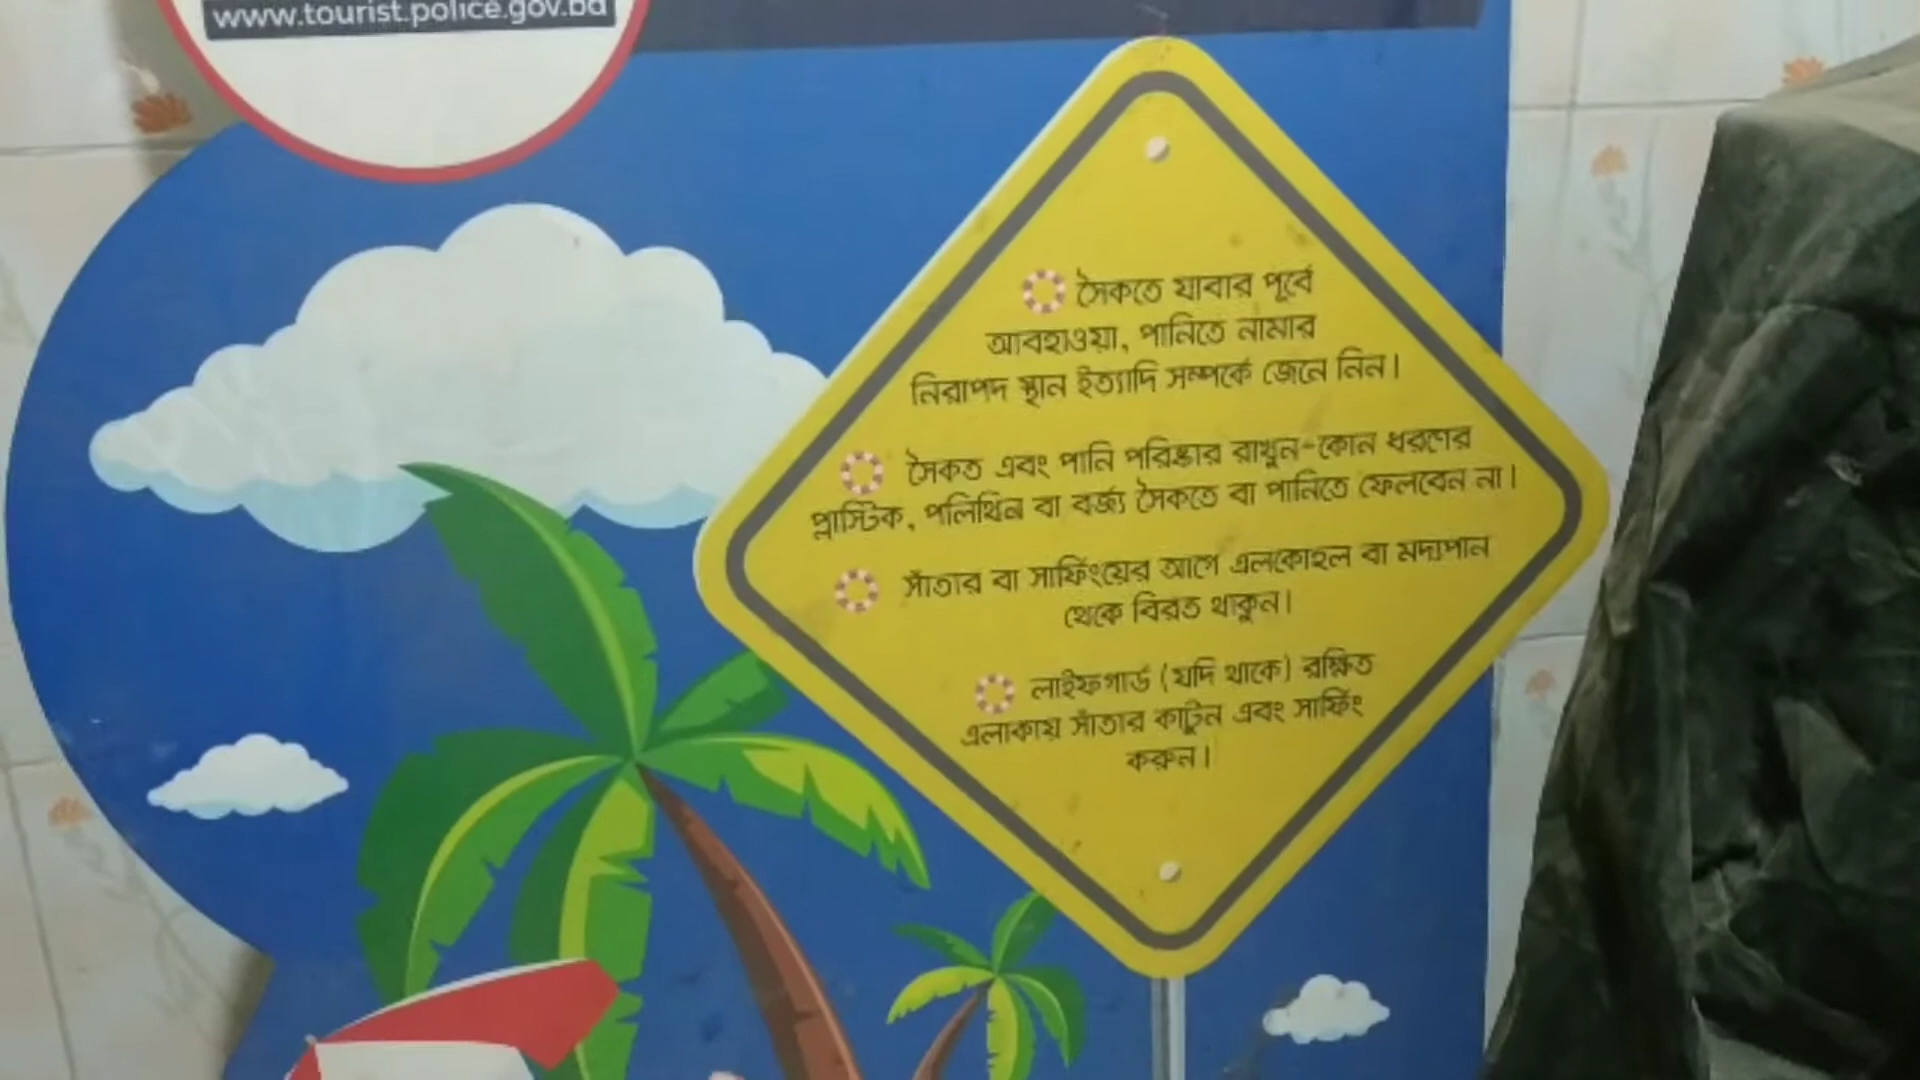 www.tourist.police.gov.bd
সৈকতে যাবার পূর্বে
আবহাওয়া, পানিতে নামার
নিরাপদ স্থান ইত্যাদি সম্পর্কে জেনে নিন।
সৈকত এবং পানি পরিষ্কার রাখুন-কোন ধরণের
প্লাস্টিক, পলিথিন বা বর্জ্য সৈকতে বা পানিতে ফেলবেন না।
সাঁতার বা সার্ফিংয়ের আগে এলকোহল বা মদ্যপান
থেকে বিরত থাকুন।
লাইফগার্ড (যদি থাকে) রক্ষিত
এলাকায় সাঁতার কাটুন এবং সার্ফিং
করুন।